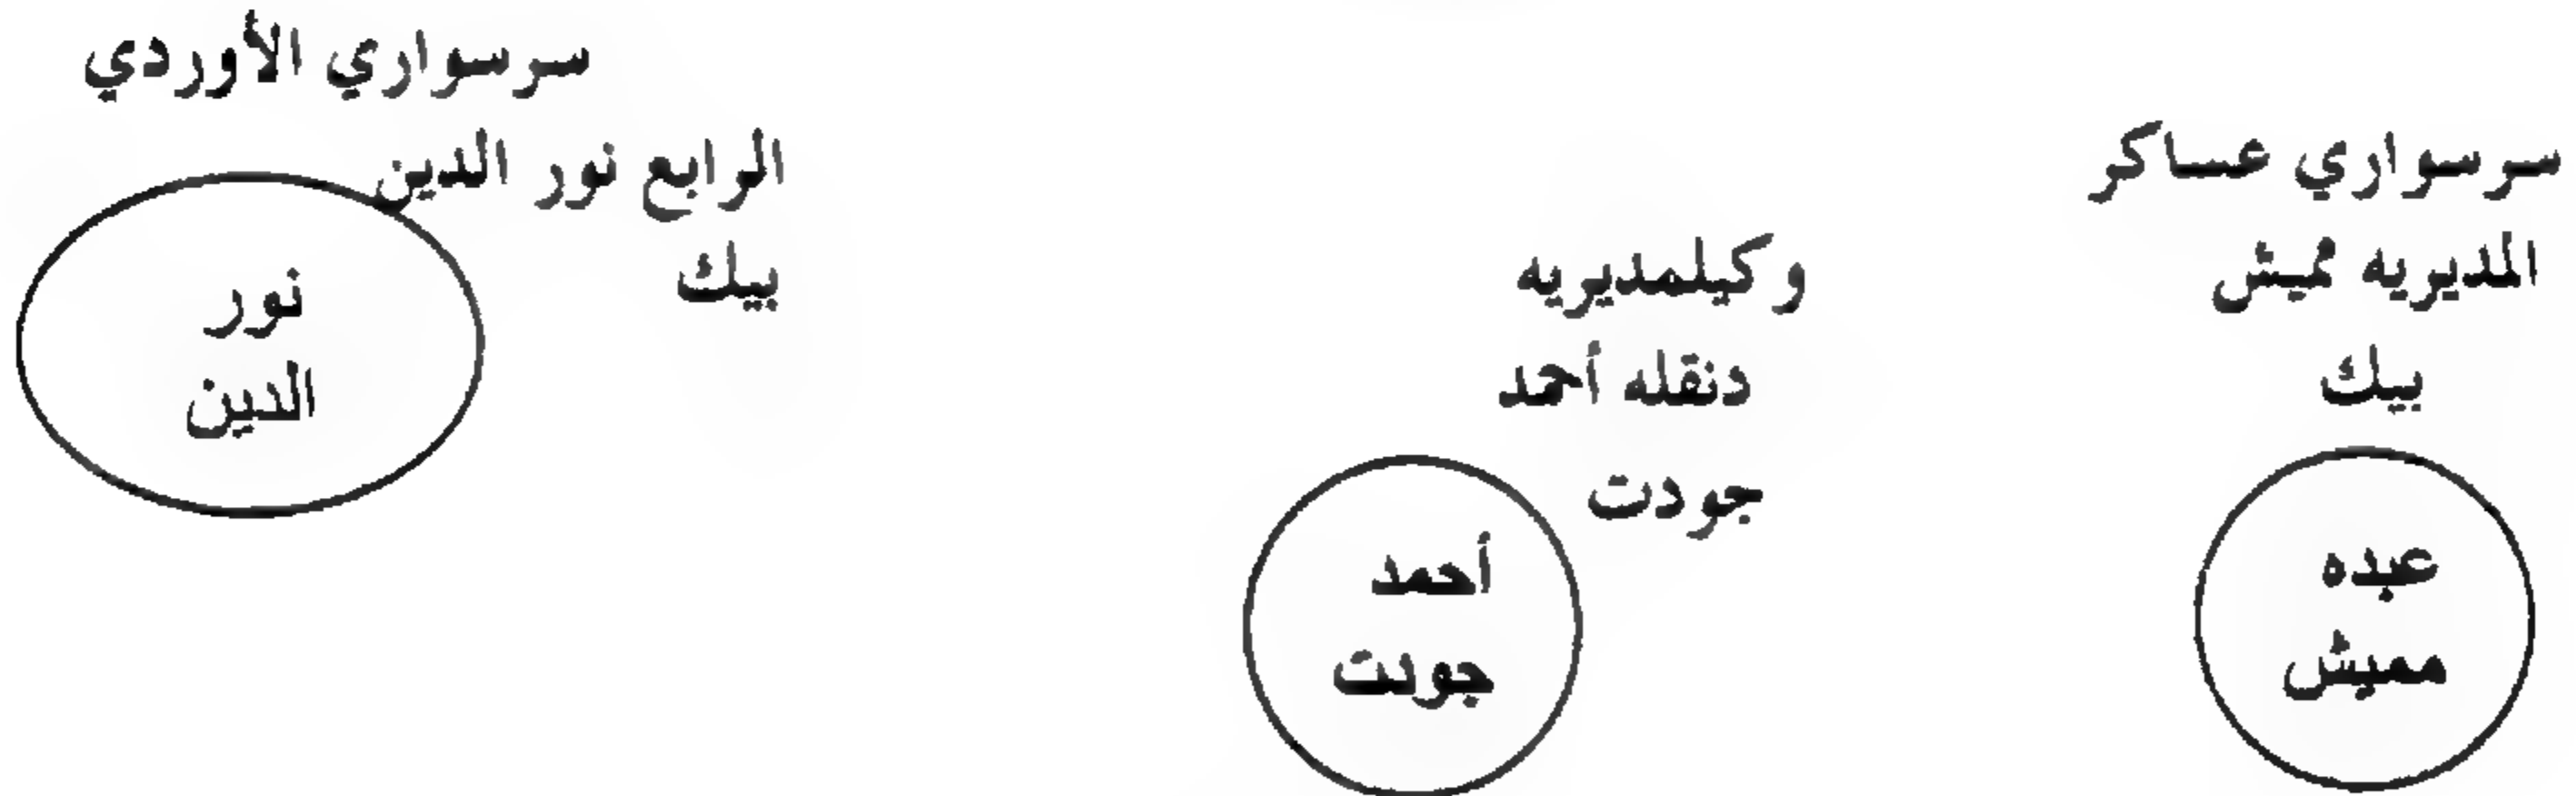 سرسواري عساكر
المديريه مميش
بيك
عبده
مميش
وكيلمديريه
دنقله أحمد
جودت
أحمد
جودت
سرسواري الأوردي
الرابع نور الدين
بيك
نور
الدين